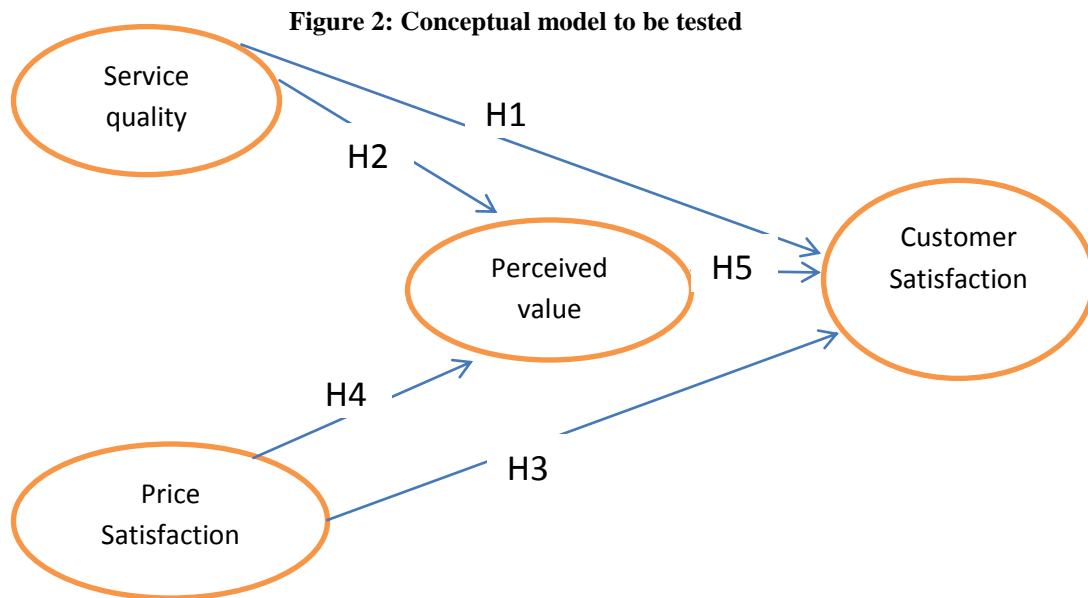 Figure 2: Conceptual model to be tested
Service
quality
H1
H2
Customer
Satisfaction
Perceived
value
H5
H4
H3
Price
Satisfaction